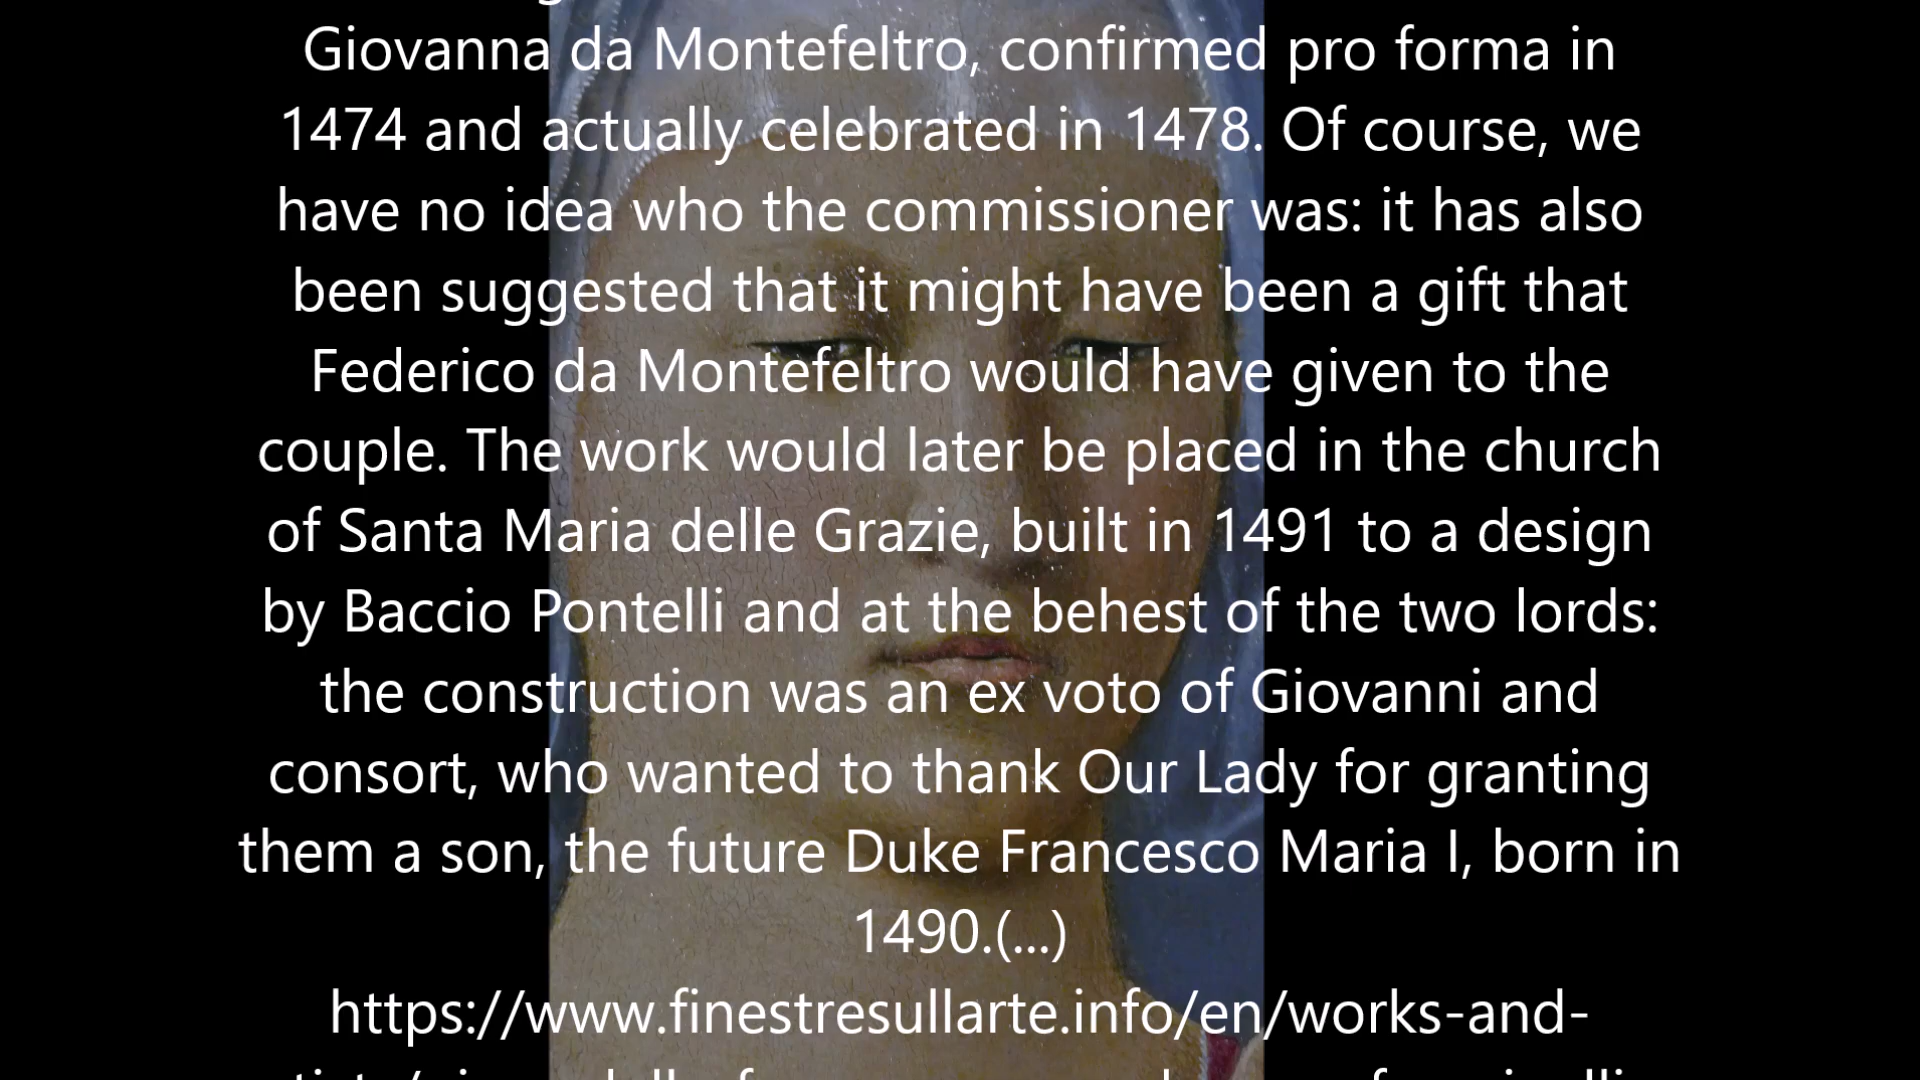 Giovanna da Montefeltro, confirmed pro forma in
1474 and actually celebrated in 1478. Of course, we
have no idea who the commissioner was: it has also
been suggested that it might have been a gift that
Federico da Montefeltro would have given to the
couple. The work would later be placed in the church
of Santa Maria delle Grazie, built in 1491 to a design
by Baccio Pontelli and at the behest of the two lords:
the construction was an ex voto of Giovanni and
consort, who wanted to thank Our Lady for granting
them a son, the future Duke Francesco Maria I, born in
1490.(...)
https://www.finestresullarte.info/en/works-and-